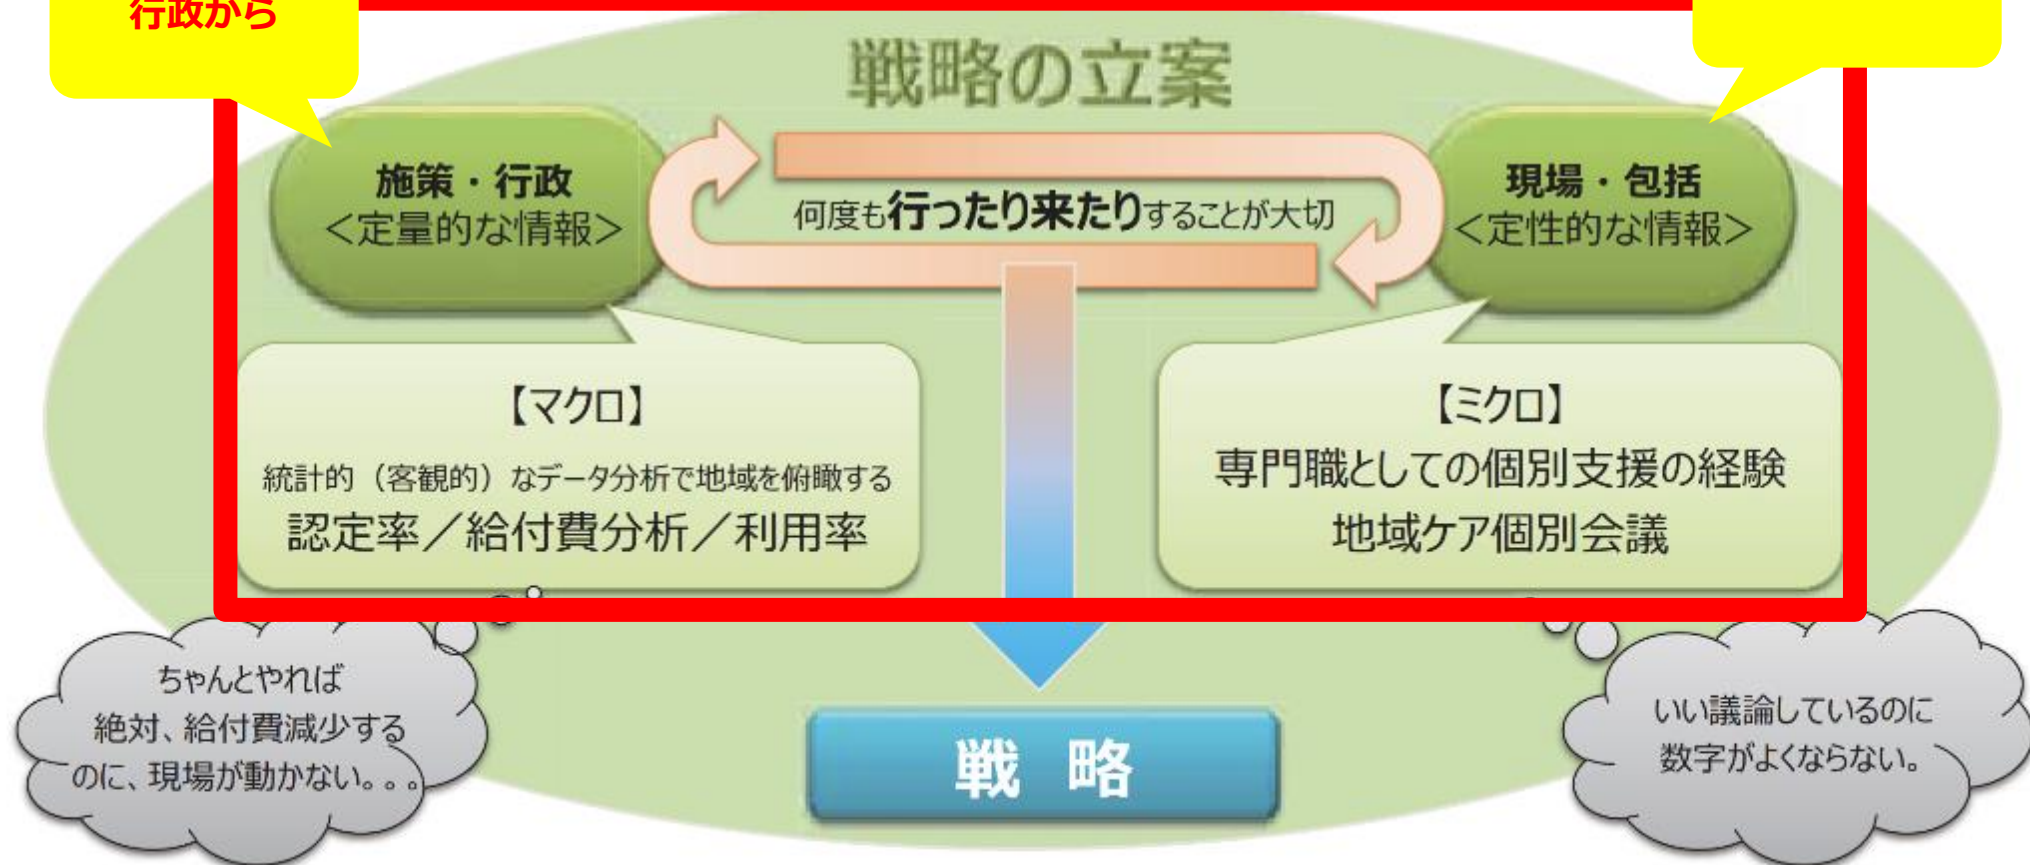 行政から
戦略の立案
施策・行政
＜定量的な情報＞
何度も行ったり来たりすることが大切
現場・包括
＜定性的な情報＞
【マクロ】
統計的（客観的）なデータ分析で地域を俯瞰する
認定率／給付費分析／利用率
【ミクロ】
専門職としての個別支援の経験
地域ケア個別会議
ちゃんとやれば
絶対、給付費減少する
のに、現場が動かない。。。
いい議論しているのに
数字がよくならない。
戦 略